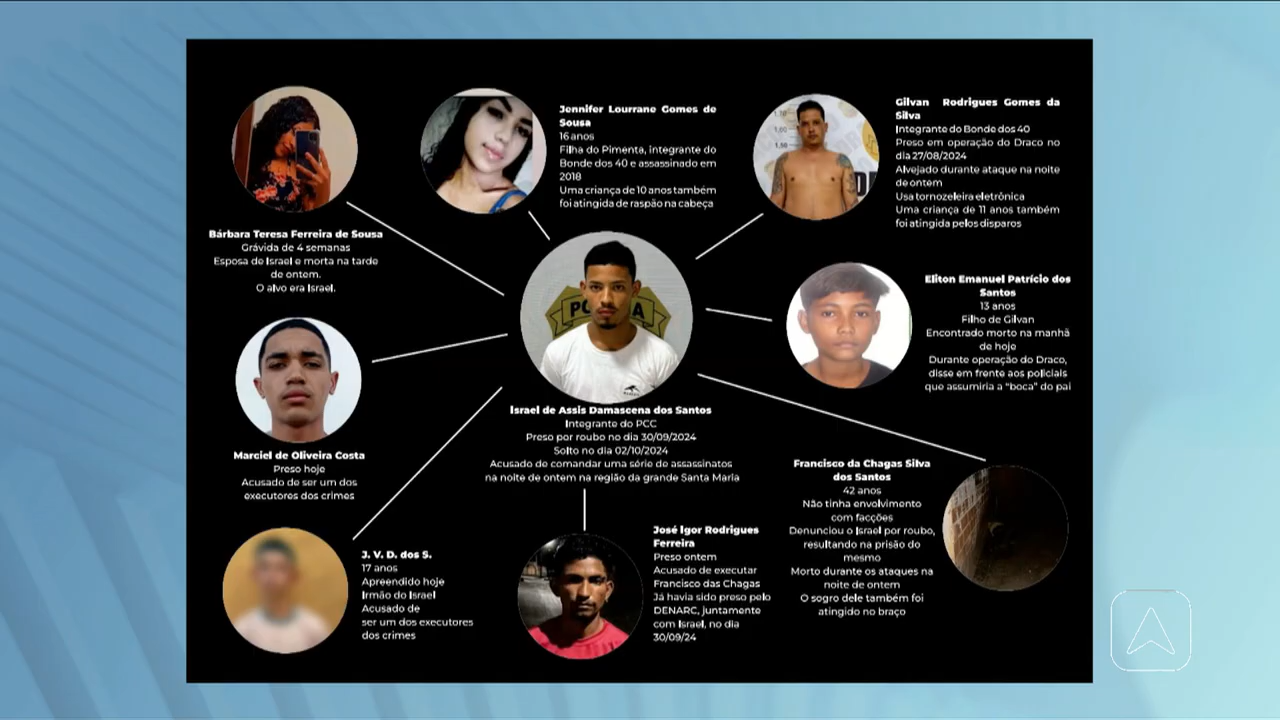 Jennifer Lourrane Gomes de
Sousa
16 anos
Filha do Pimenta, integrante do
Bonde dos 40 e assassinado em
2018
Uma criança de 10 anos também
foi atingida de raspão na cabeça
Gilvan Rodrigues Gomes da
Silva
Integrante do Bonde dos 40
Preso em operação do Draco no
dia 27/08/2024
Alvejado durante ataque na noite
de ontem
Usa tornozeleira eletrônica
Uma criança de 11 anos também
foi atingida pelos disparos
Bárbara Teresa Ferreira de Sousa
Grávida de 4 semanas
Esposa de Israel e morta na tarde
de ontem.
O alvo era Israel.
Eliton Emanuel Patrício dos
Santos
13 anos
Filho de Gilvan
Encontrado morto na manhã
de hoje
Durante operação do Draco,
disse em frente aos policiais
que assumiria a “boca” do pai
Israel de Assis Damascena dos Santos
Integrante do PCC
Preso por roubo no dia 30/09/2024
Solto no dia 02/10/2024
Acusado de comandar uma série de assassinatos
na noite de ontem na região da grande Santa Maria
Marciel de Oliveira Costa
Preso hoje
Acusado de ser um dos
executores dos crimes
Francisco da Chagas Silva
dos Santos
42 anos
Não tinha envolvimento
com facções
Denunciou o Israel por roubo,
resultando na prisão do
mesmo
Morto durante os ataques na
noite de ontem
O sogro dele também foi
atingido no braço
J. V. D. dos S.
17 anos
Apreendido hoje
Irmão do Israel
Acusado de
ser um dos executores
dos crimes
José Igor Rodrigues
Ferreira
Preso ontem
Acusado de executar
Francisco das Chagas
Já havia sido preso pelo
DENARC, juntamente
com Israel, no dia
30/09/24